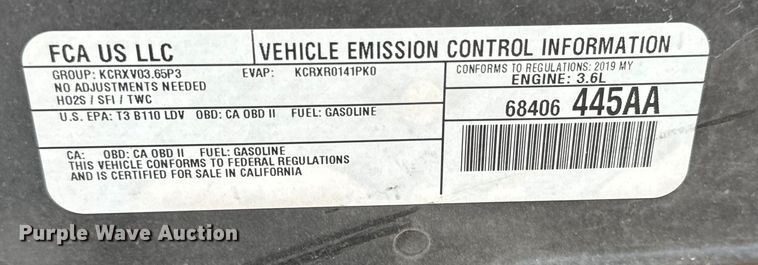 FCA US LLC
VEHICLE EMISSION CONTROL INFORMATION
GROUP: KCRXV03.65P3
EVAP: KCRXR0141PK0
NO ADJUSTMENTS NEEDED
HO2S / SFI / TWC
CONFORMS TO REGULATIONS: 2019 MY
ENGINE: 3.6L
U.S. EPA: T3 B110 LDV OBD: CA OBD II FUEL: GASOLINE
68406 445AA
CA: OBD: CA OBD II FUEL: GASOLINE
THIS VEHICLE CONFORMS TO FEDERAL REGULATIONS
AND IS CERTIFIED FOR SALE IN CALIFORNIA
Purple Wave Auction